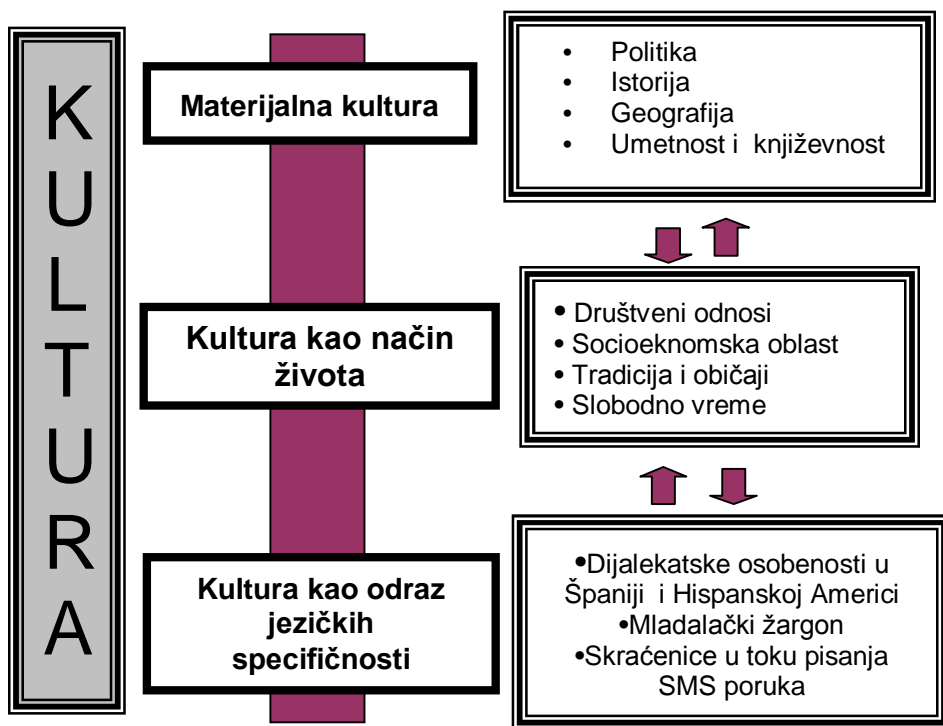 KULTURA
Materijalna kultura
• Politika
• Istorija
• Geografija
• Umetnost i književnost
Kultura kao način
života
• Društveni odnosi
• Socioeknomska oblast
• Tradicija i običaji
• Slobodno vreme
Kultura kao odraz
jezičkih
specifičnosti
•Dijalekatske osobenosti u
Španiji i Hispanskoj Americi
•Mladalački žargon
•Skraćenice u toku pisanja
SMS poruka